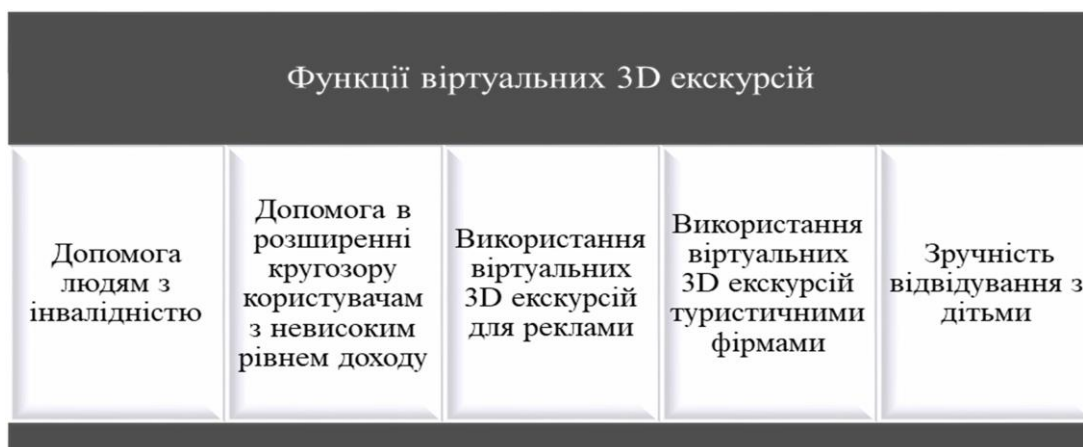 Функції віртуальних 3D екскурсій
Допомога
людям з
інвалідністю
Допомога в
розширенні
кругозору
користувачам
з невисоким
рівнем доходу
Використання
віртуальних
3D екскурсій
для реклами
Використання
віртуальних
3D екскурсій
туристичними
фірмами
Зручність
відвідування з
дітьми